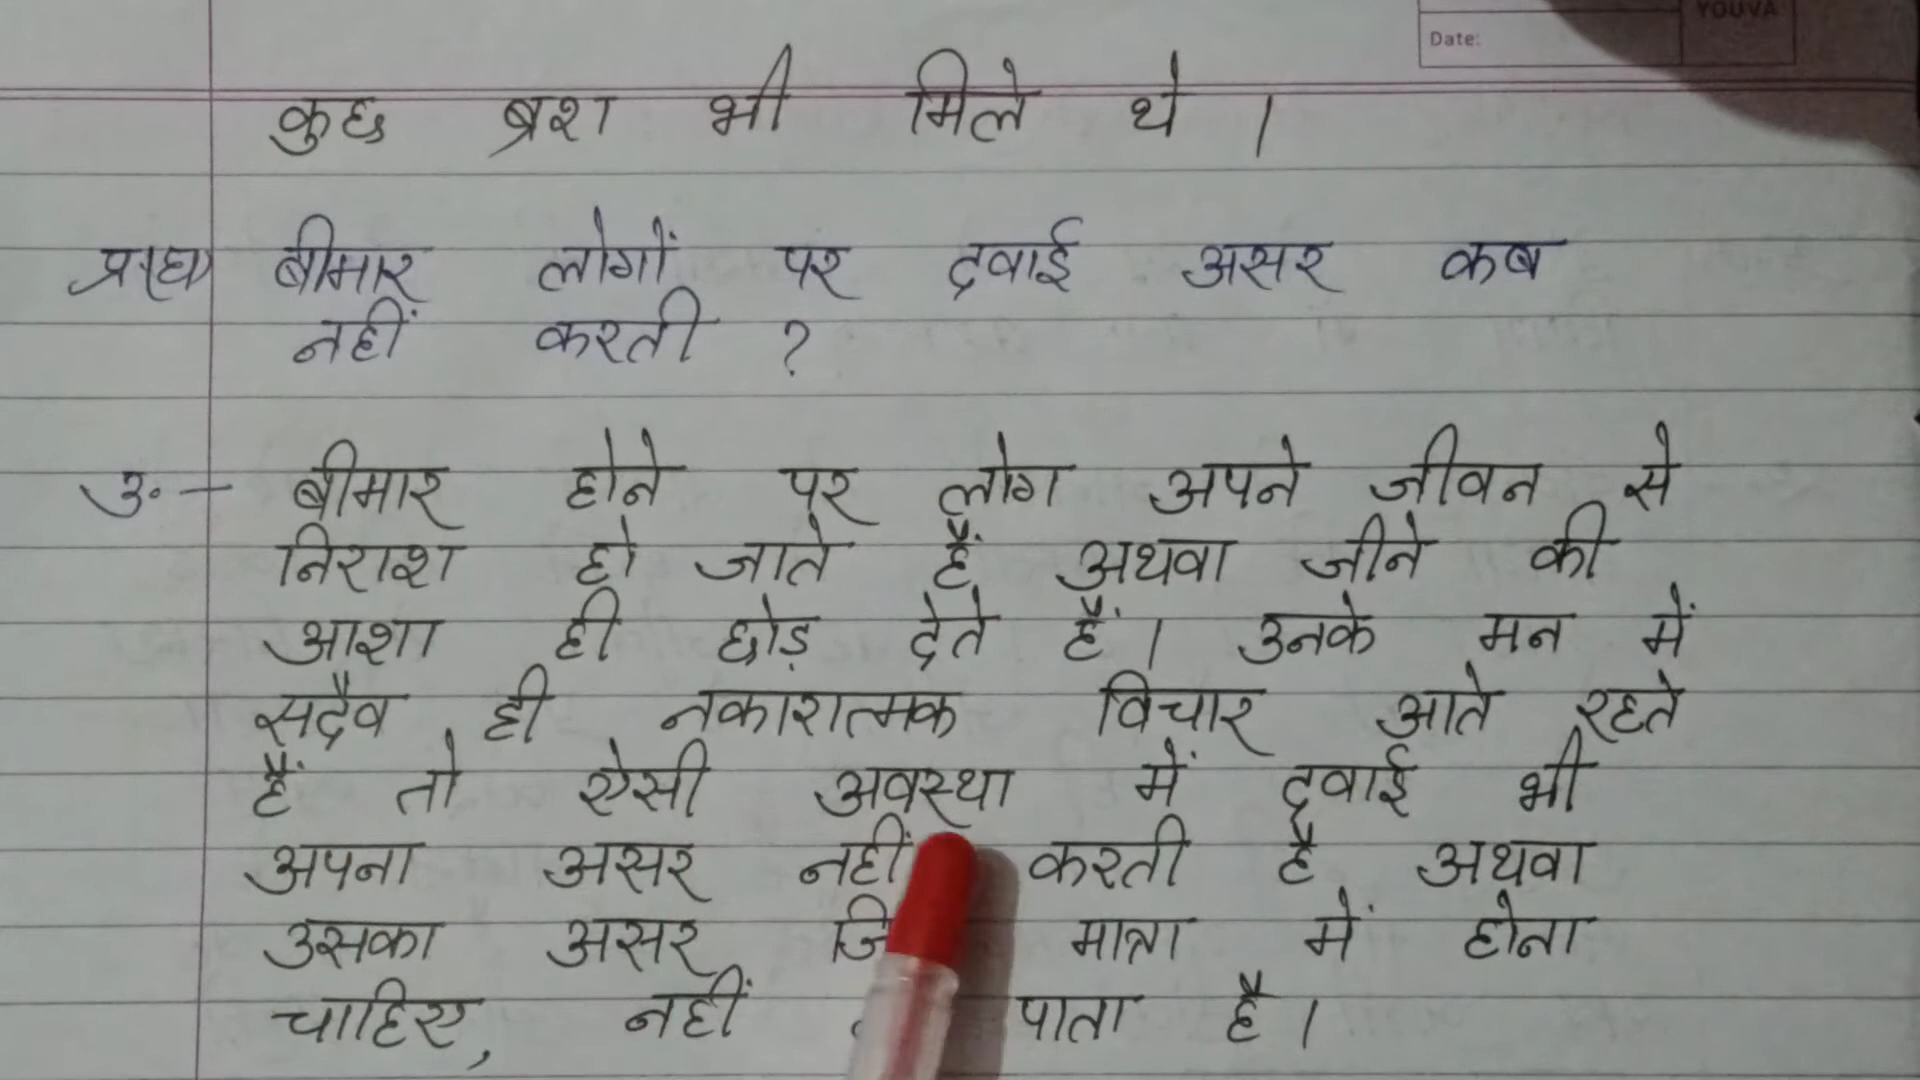 YOUVA
Date:
कुछ ब्रश भी मिले थे ।
बीमार लोगों पर दवाई असर कब
नहीं करती ?
उ.- बीमार होने पर लोग अपने जीवन से
निराश हो जाते हैं अथवा जीने की
आशा ही छोड़ देते हैं । उनके मन में
सदैव ही नकारात्मक विचार आते रहते
हैं तो ऐसी अवस्था में दवाई भी
अपना असर नहीं करती है अथवा
उसका असर मात्रा में होना
चाहिए, नहीं पाता है ।